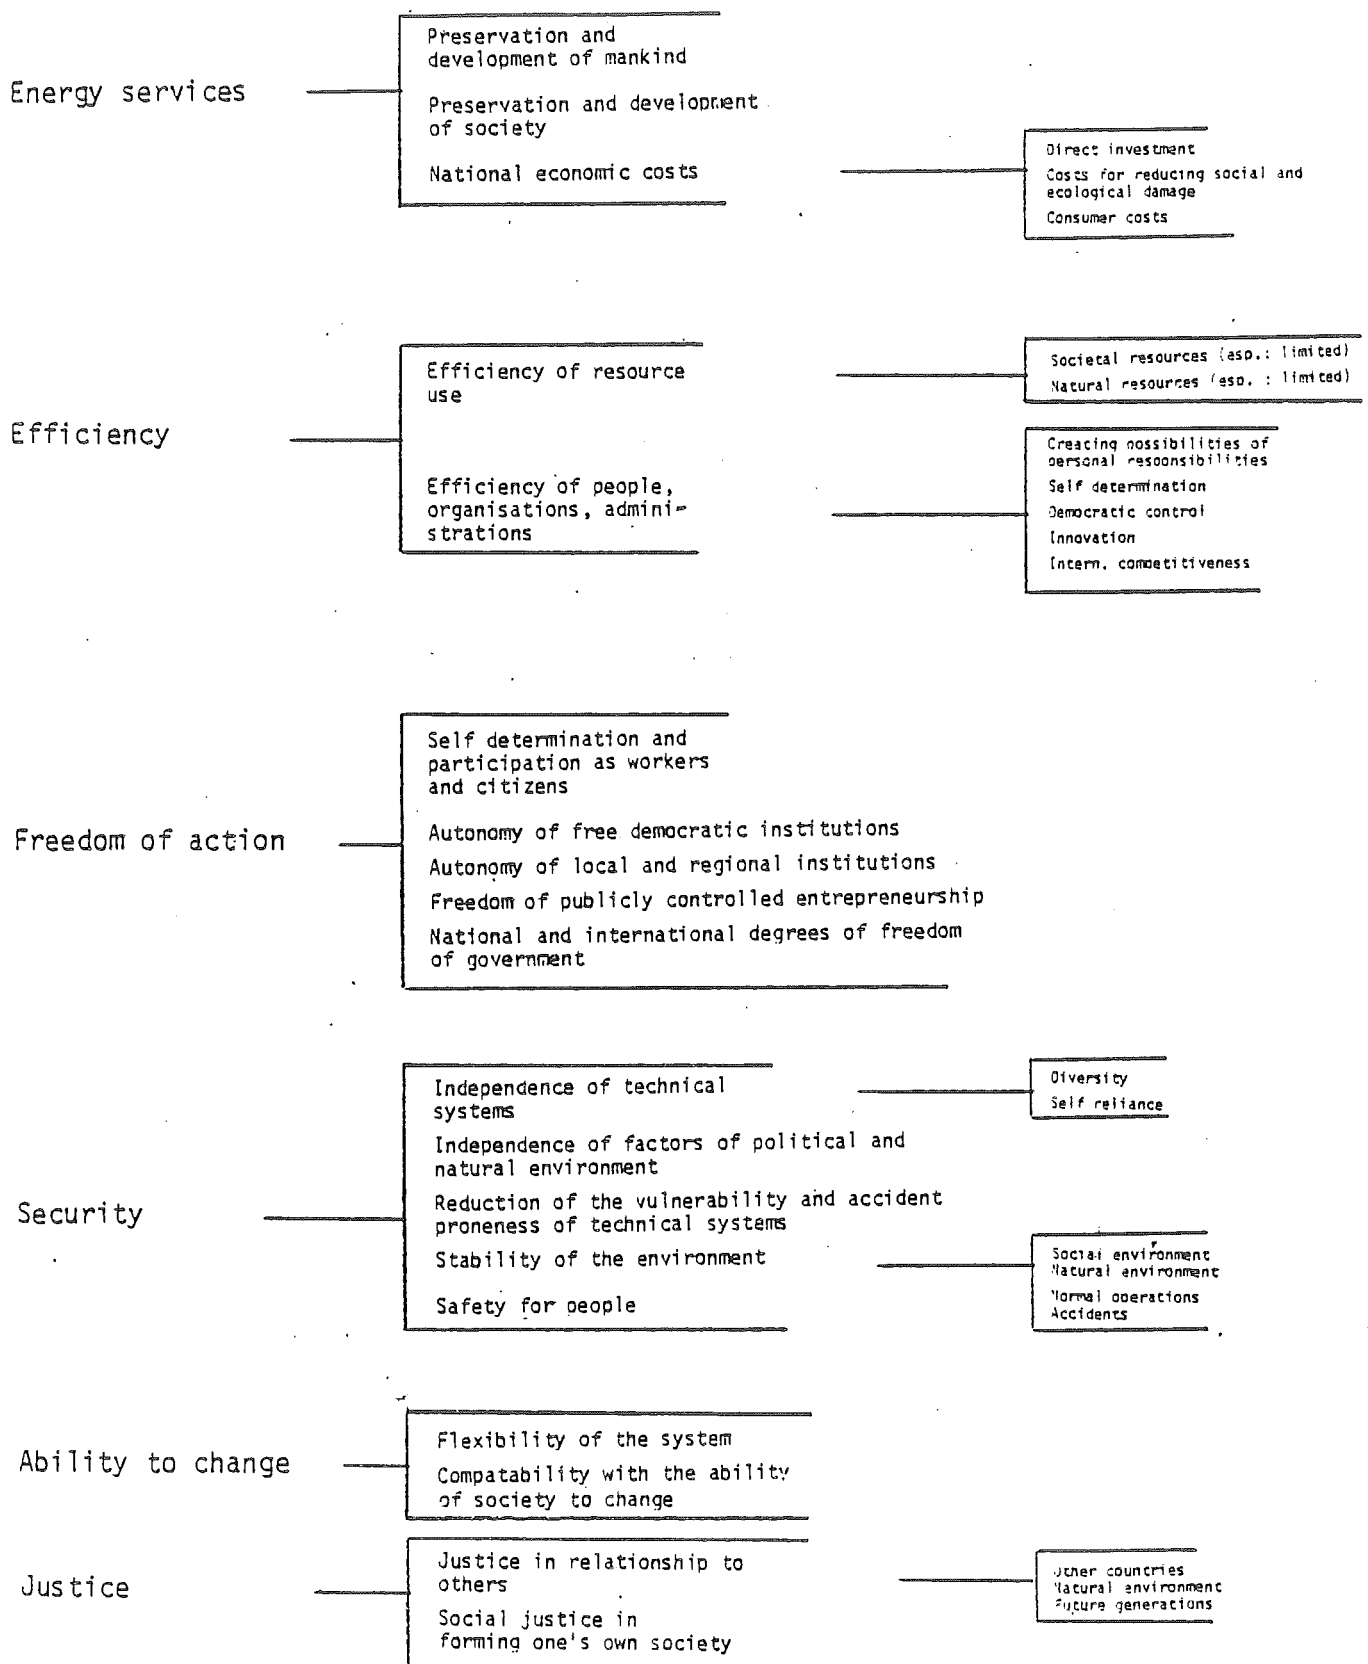 Energy services
Preservation and
development of mankind
Preservation and development
of society
National economic costs
Direct investment
Costs for reducing social and
ecological damage
Consumer costs
Efficiency
Efficiency of resource
use
Societal resources (esp.: limited)
Natural resources (esp. : limited)
Efficiency of people,
organisations, admini-
strations
Creating possibilities of
personal responsibilities
Self determination
Democratic control
Innovation
Intern. competitiveness
Freedom of action
Self determination and
participation as workers
and citizens
Autonomy of free democratic institutions
Autonomy of local and regional institutions
Freedom of publicly controlled entrepreneurship
National and international degrees of freedom
of government
Security
Independence of technical
systems
Diversity
Self reliance
Independence of factors of political and
natural environment
Reduction of the vulnerability and accident
proneness of technical systems
Stability of the environment
Safety for people
Social environment
Natural environment
Normal operations
Accidents
Ability to change
Flexibility of the system
Compatability with the ability
of society to change
Justice
Justice in relationship to
others
Social justice in
forming one's own society
Other countries
Natural environment
Future generations